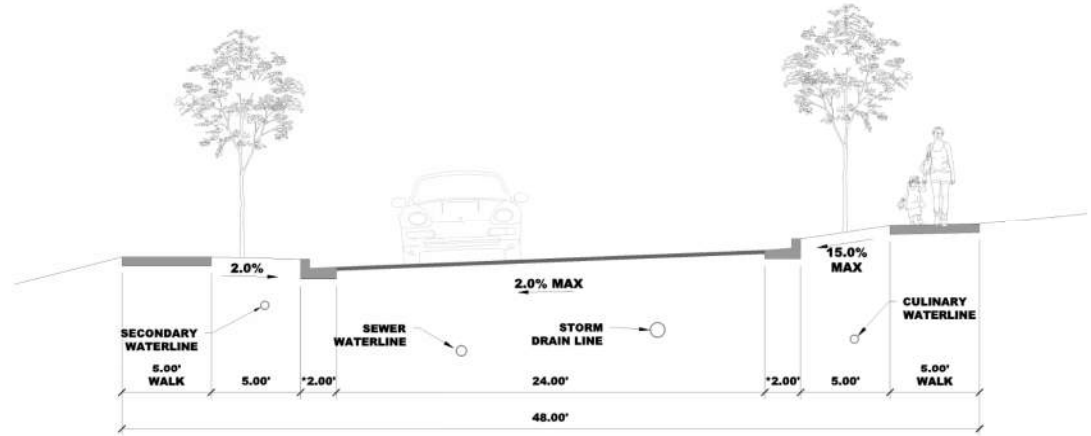 2.0%
2.0% MAX
15.0%
MAX
SECONDARY
WATERLINE
SEWER
WATERLINE
STORM
DRAIN LINE
CULINARY
WATERLINE
5.00'
WALK
5.00'
*2.00'
24.00'
*2.00'
5.00'
5.00'
WALK
48.00'